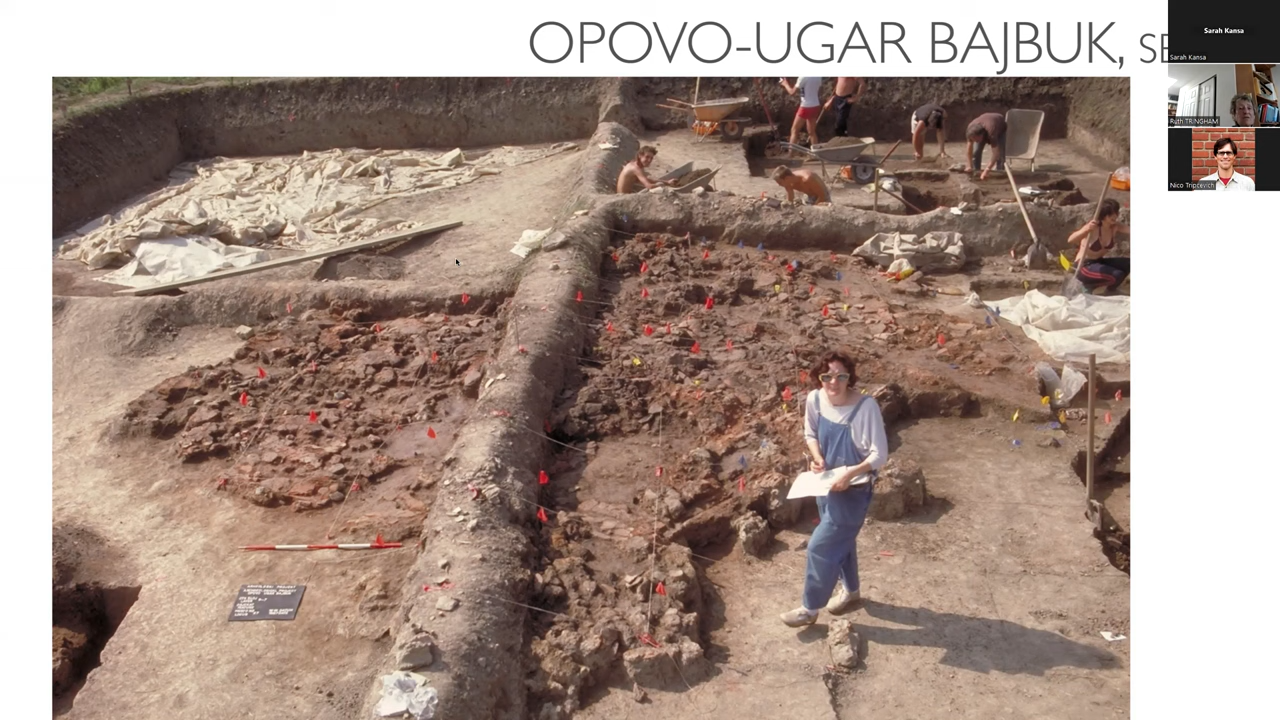 OPOVO-UGAR BAJBUK, SE
Sarah Kansa
Sarah Kansa
Ruth TRINGHAM
Nico Tripcevich